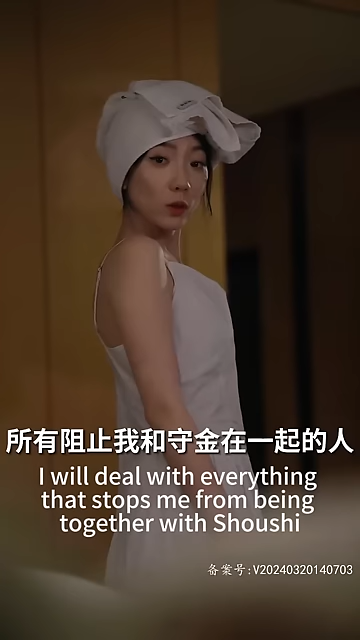 所有阻止我和守金在一起的人
I will deal with everything
that stops me from being
together with Shoushi
备案号:V20240320140703